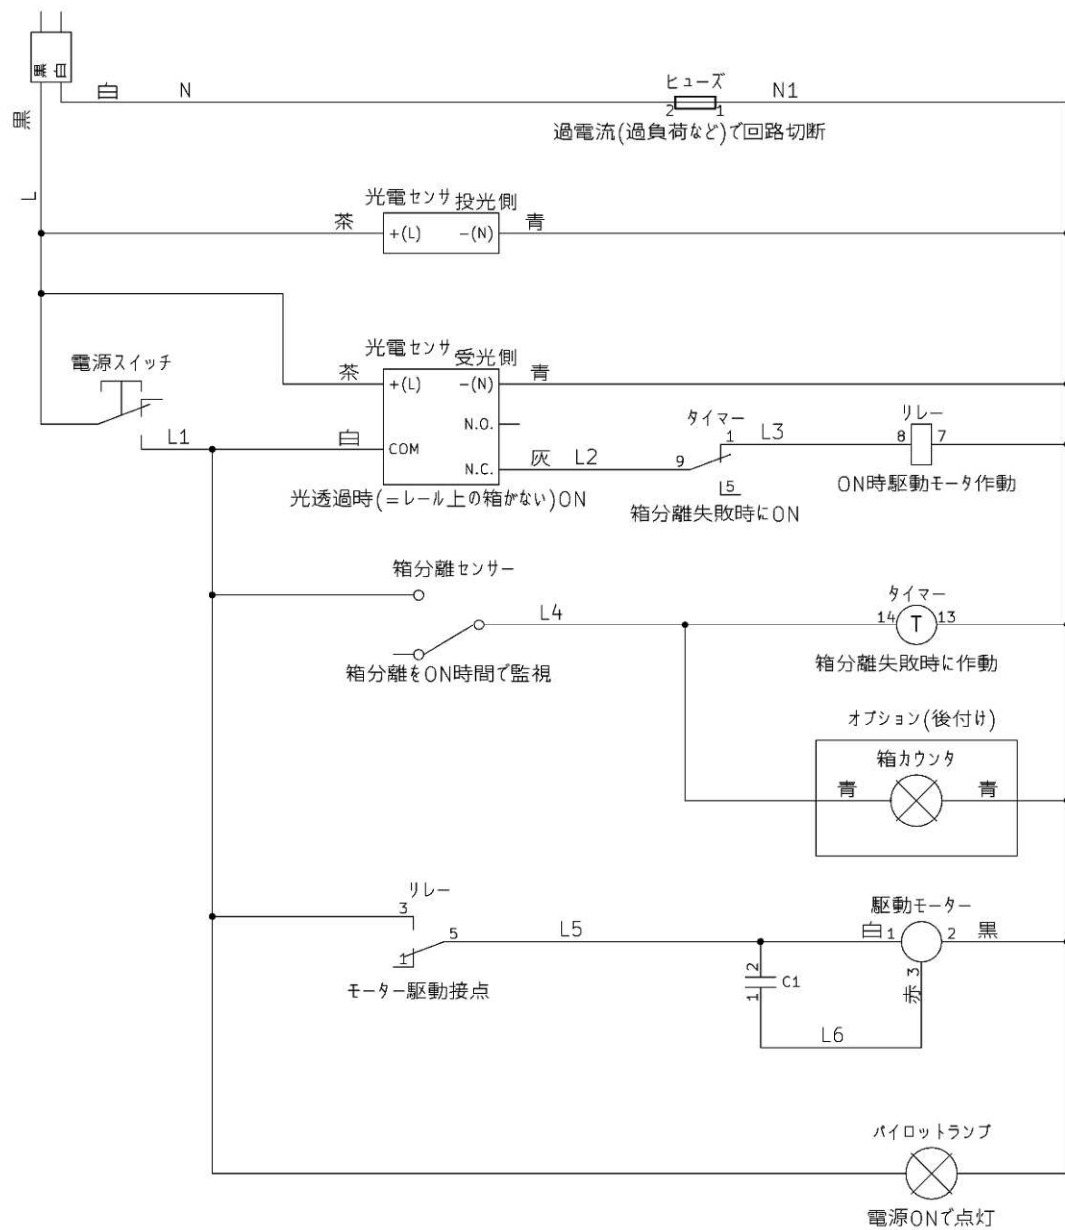 黒 白
白 N
ヒューズ
N1
2 1
過電流(過負荷など)で回路切断
黒
L
光電センサ 投光側
茶
+(L) -(N)
青
電源スイッチ
光電センサ 受光側
茶
+(L) -(N)
青
N.O.
L1
白
COM
N.C.
灰 L2
タイマー
9
1
L3
5
リレー
8 7
ON時駆動モータ作動
光透過時(=レール上の箱がない)ON
箱分離失敗時にON
箱分離センサー
L4
箱分離をON時間で監視
タイマー
14 T 13
箱分離失敗時に作動
オプション(後付け)
箱カウンタ
青 青
リレー
3
5
1
L5
モーター駆動接点
駆動モーター
白 1 2 黒
2
C1
1
3
赤
L6
パイロットランプ
電源ONで点灯